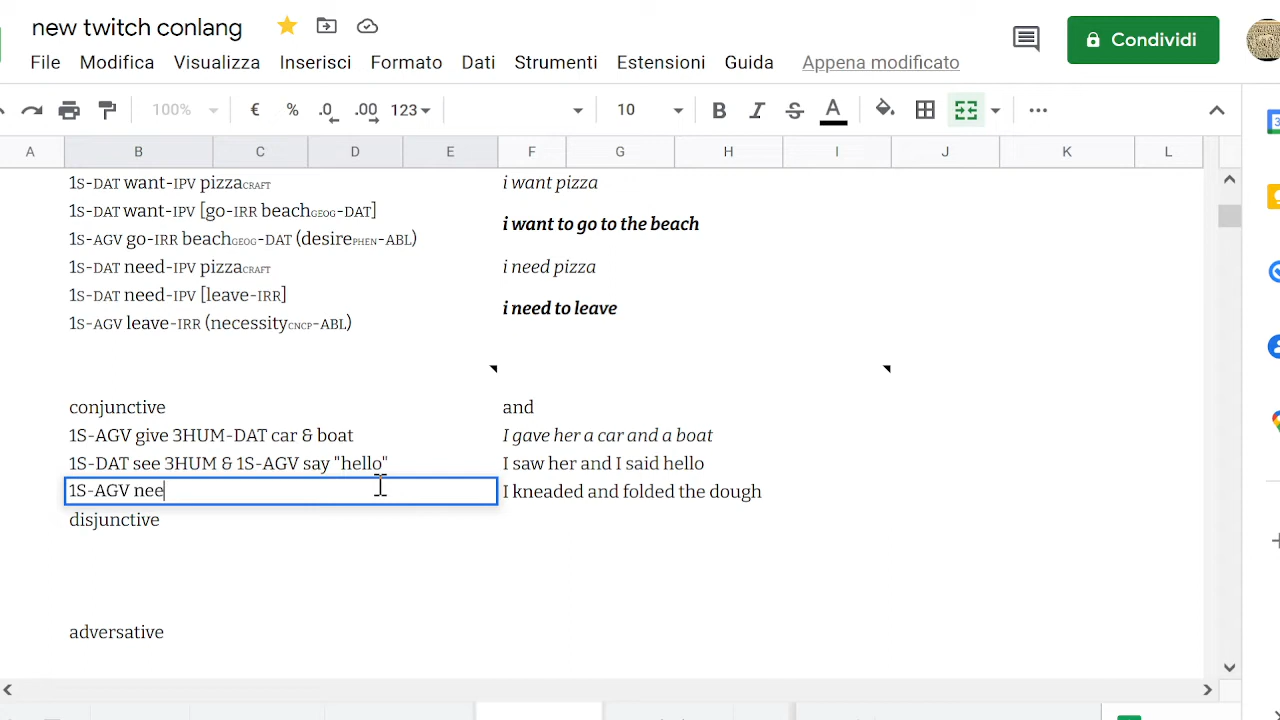 new twitch conlang
Condividi
File Modifica Visualizza Inserisci Formato Dati Strumenti Estensioni Guida Appena modificato
100% € % .0 .00 123 10 B I S A
A B C D E F G H I J K L
1S-DAT want-IPV pizzaCRAFT i want pizza
1S-DAT want-IPV [go-IRR beachGEOG-DAT]
i want to go to the beach
1S-AGV go-IRR beachGEOG-DAT (desirePHEN-ABL)
1S-DAT need-IPV pizzaCRAFT i need pizza
1S-DAT need-IPV [leave-IRR]
i need to leave
1S-AGV leave-IRR (necessityCNCP-ABL)
conjunctive and
1S-AGV give 3HUM-DAT car & boat I gave her a car and a boat
1S-DAT see 3HUM & 1S-AGV say "hello" I saw her and I said hello
1S-AGV nee I kneaded and folded the dough
disjunctive
adversative